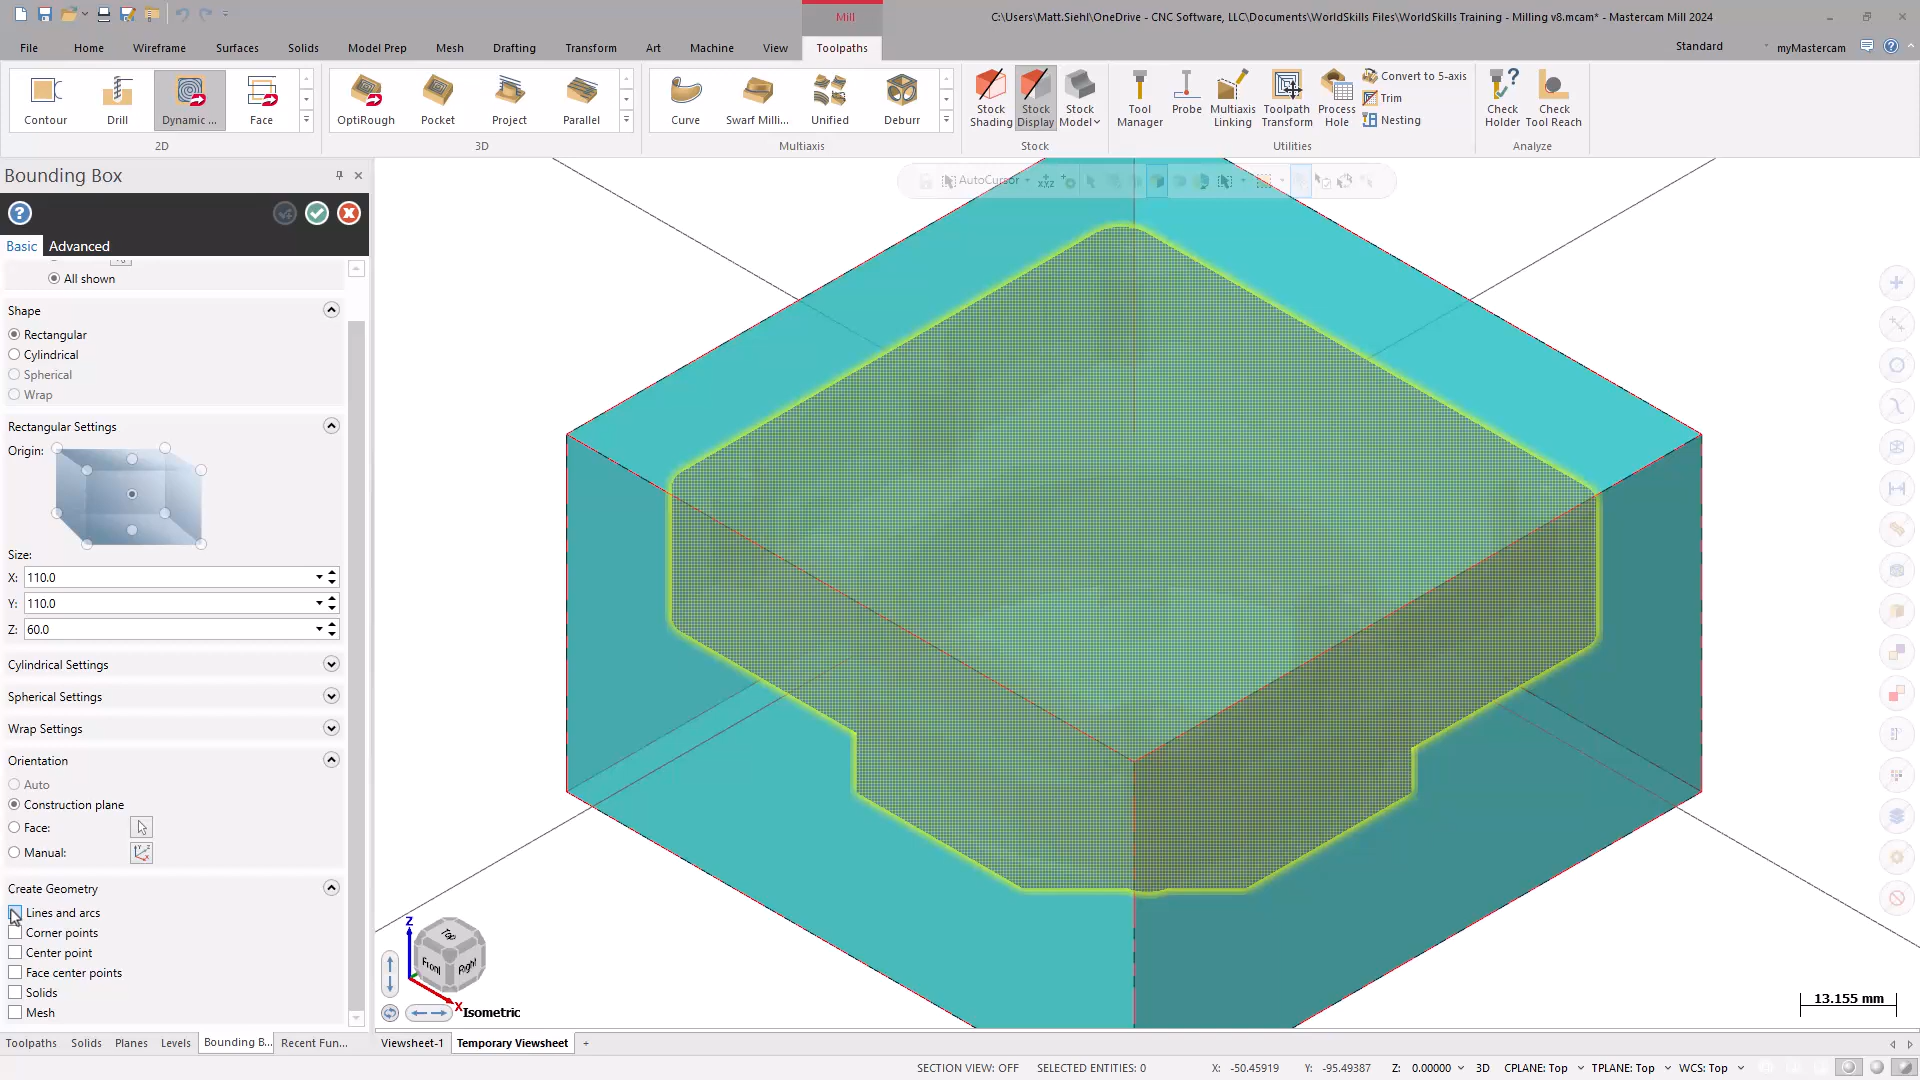 Mill
C:\Users\Matt.Siehl\OneDrive - CNC Software, LLC\Documents\WorldSkills Files\WorldSkills Training - Milling v8.mcam* - Mastercam Mill 2024
File Home Wireframe Surfaces Solids Model Prep Mesh Drafting Transform Art Machine View Toolpaths Standard myMastercam
Contour Drill Dynamic ... Face OptiRough Pocket Project Parallel Curve Swarf Milli... Unified Deburr
Stock Shading
Stock Display
Stock Model
Tool Manager
Probe
Multiaxis Linking
Toolpath Transform
Process Hole
Convert to 5-axis
Trim
Nesting
Check Holder
Check Tool Reach
2D 3D Multiaxis Stock Utilities Analyze
Bounding Box
Basic Advanced
AutoCursor
All shown
Shape
Rectangular
Cylindrical
Spherical
Wrap
Rectangular Settings
Origin:
Size:
X: 110.0
Y: 110.0
Z: 60.0
Cylindrical Settings
Spherical Settings
Wrap Settings
Orientation
Auto
Construction plane
Face:
Manual:
Create Geometry
Lines and arcs
Corner points
Center point
Face center points
Solids
Mesh
Z
Top
Front Right
X
Isometric
13.155 mm
Toolpaths Solids Planes Levels Bounding B... Recent Fun... Viewsheet-1 Temporary Viewsheet +
SECTION VIEW: OFF SELECTED ENTITIES: 0 X: -50.45919 Y: -95.49387 Z: 0.00000 3D CPLANE: Top TPLANE: Top WCS: Top